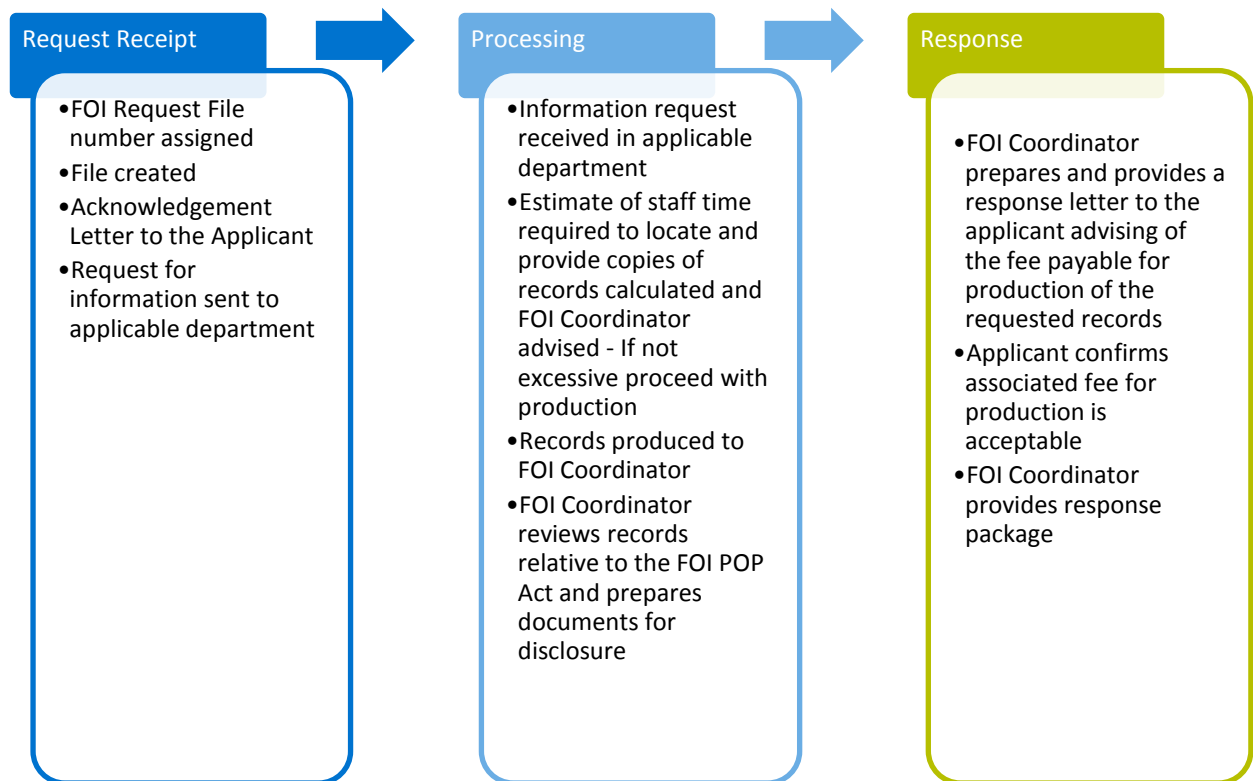 Request Receipt
•FOI Request File
number assigned
•File created
•Acknowledgement
Letter to the Applicant
•Request for
information sent to
applicable department
Processing
•Information request
received in applicable
department
•Estimate of staff time
required to locate and
provide copies of
records calculated and
FOI Coordinator
advised - If not
excessive proceed with
production
•Records produced to
FOI Coordinator
•FOI Coordinator
reviews records
relative to the FOI POP
Act and prepares
documents for
disclosure
Response
•FOI Coordinator
prepares and provides a
response letter to the
applicant advising of
the fee payable for
production of the
requested records
•Applicant confirms
associated fee for
production is
acceptable
•FOI Coordinator
provides response
package